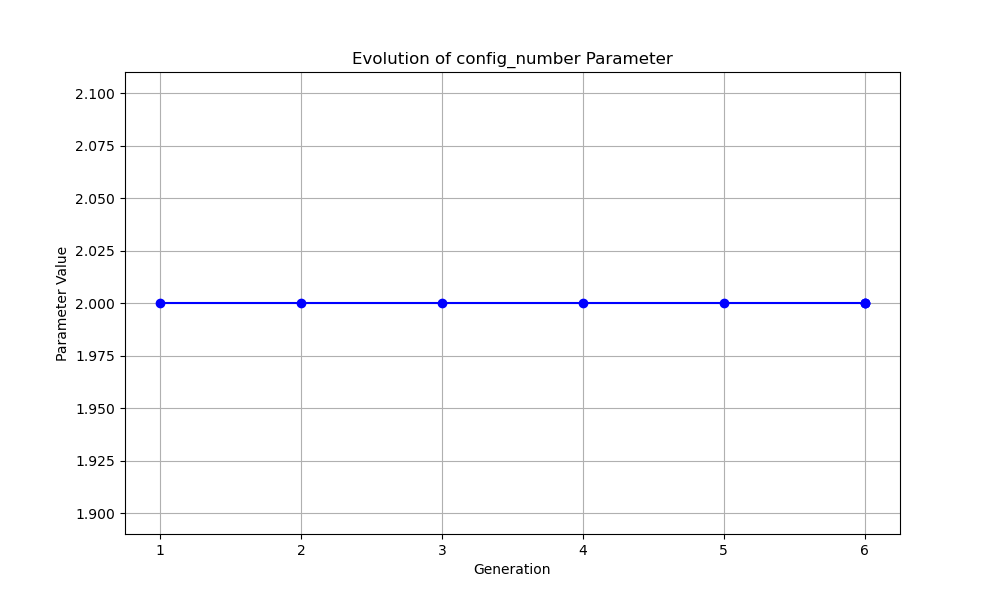 Evolution of config_number Parameter
2.100
2.075
2.050
2.025
2.000
1.975
1.950
1.925
1.900
Parameter Value
1 2 3 4 5 6
Generation